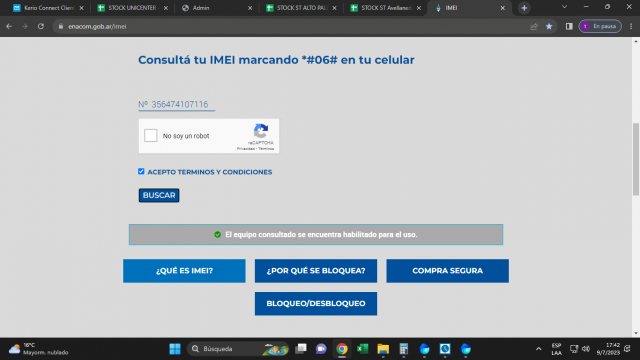 Kerio Connect Client
STOCK UNICENTER
Admin
STOCK ST ALTO PAL
STOCK ST Avellaned
IMEI
enacom.gob.ar/imei
En pausa
Consultá tu IMEI marcando *#06# en tu celular
Nº 356474107116
No soy un robot
reCAPTCHA
Privacidad - Términos
ACEPTO TERMINOS Y CONDICIONES
BUSCAR
El equipo consultado se encuentra habilitado para el uso.
¿QUÉ ES IMEI?
¿POR QUÉ SE BLOQUEA?
COMPRA SEGURA
BLOQUEO/DESBLOQUEO
16°C
Mayorm. nublado
Búsqueda
ESP
LAA
17:42
9/7/2023